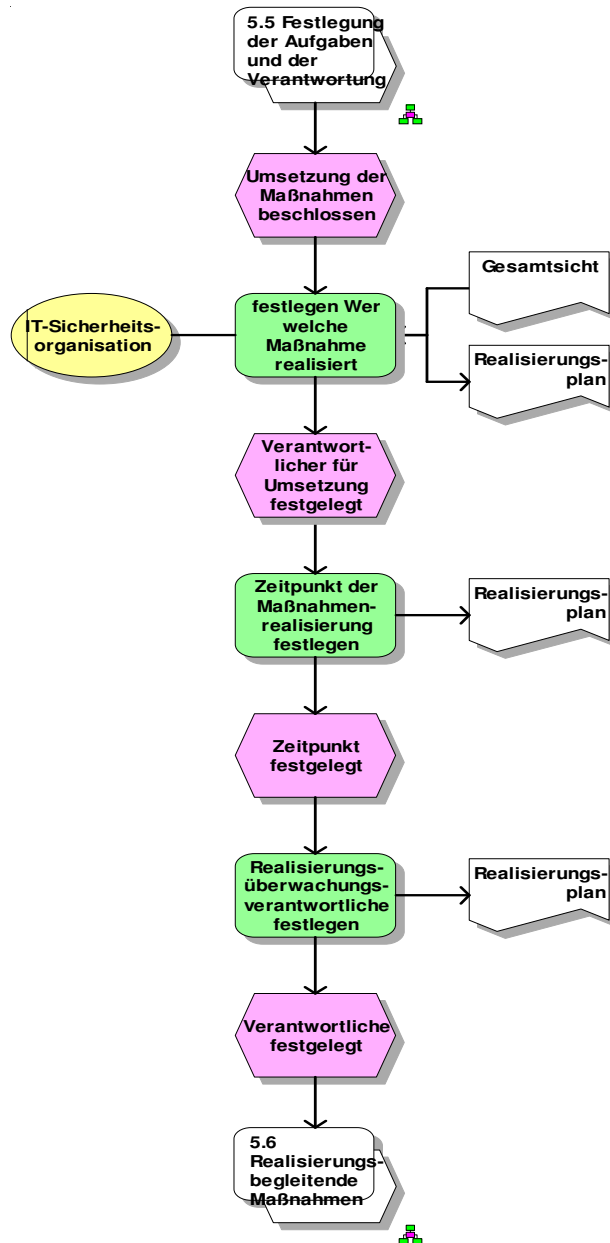 5.5 Festlegung
der Aufgaben
und der
Verantwortung
Umsetzung der
Maßnahmen
beschlossen
IT-Sicherheits-
organisation
festlegen Wer
welche
Maßnahme
realisiert
Gesamtsicht
Realisierungs-
plan
Verantwort-
licher für
Umsetzung
festgelegt
Zeitpunkt der
Maßnahmen-
realisierung
festlegen
Realisierungs-
plan
Zeitpunkt
festgelegt
Realisierungs-
überwachungs-
verantwortliche
festlegen
Realisierungs-
plan
Verantwortliche
festgelegt
5.6
Realisierungs-
begleitende
Maßnahmen